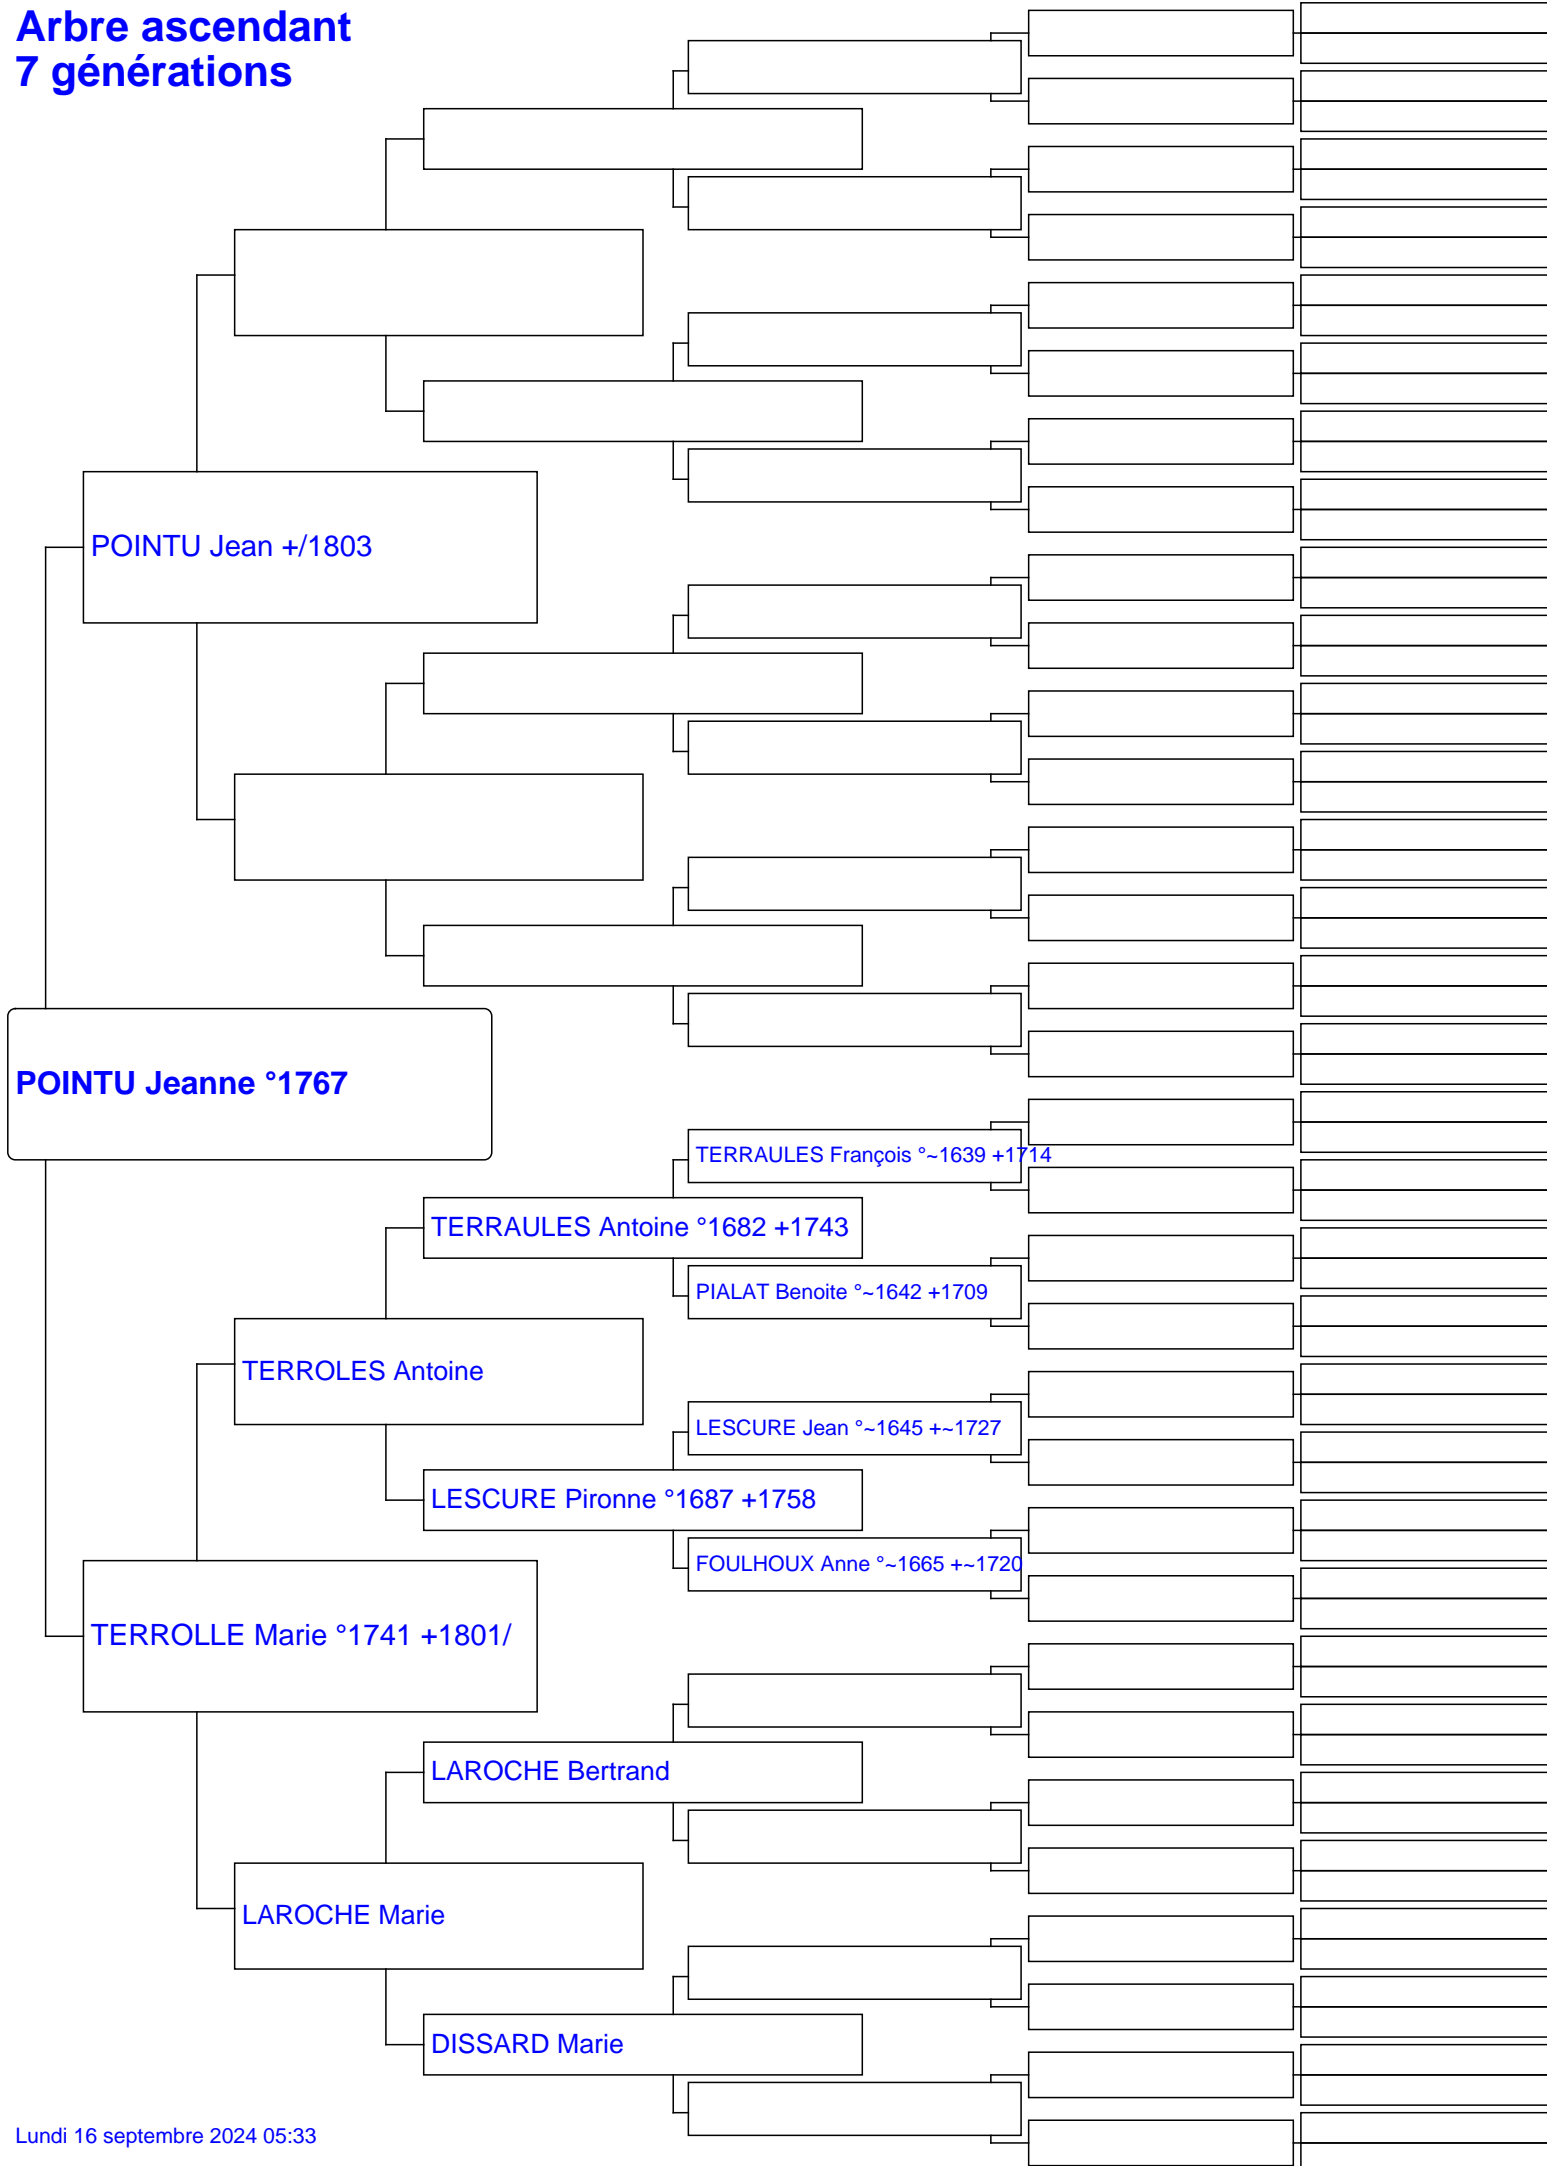 Arbre ascendant
7 générations
POINTU Jean +/1803
POINTU Jeanne °1767
TERRAULES François °~1639 +1714
TERRAULES Antoine °1682 +1743
PIALAT Benoite °~1642 +1709
TERROLES Antoine
LESCURE Jean °~1645 +~1727
LESCURE Pironne °1687 +1758
FOULHOUX Anne °~1665 +~1720
TERROLLE Marie °1741 +1801/
LAROCHE Bertrand
LAROCHE Marie
DISSARD Marie
Lundi 16 septembre 2024 05:33